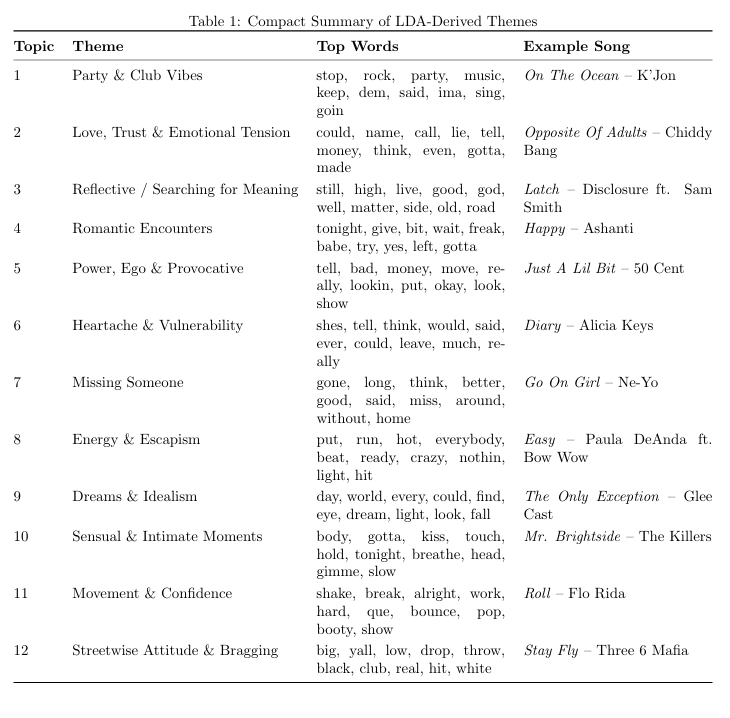 Table 1: Compact Summary of LDA-Derived Themes
Topic Theme Top Words Example Song
1 Party & Club Vibes stop, rock, party, music, On The Ocean – K'Jon
keep, dem, said, ima, sing,
goin
2 Love, Trust & Emotional Tension could, name, call, lie, tell, Opposite Of Adults – Chiddy
money, think, even, gotta, Bang
made
3 Reflective / Searching for Meaning still, high, live, good, god, Latch – Disclosure ft. Sam
well, matter, side, old, road Smith
4 Romantic Encounters tonight, give, bit, wait, freak, Happy – Ashanti
babe, try, yes, left, gotta
5 Power, Ego & Provocative tell, bad, money, move, re- Just A Lil Bit – 50 Cent
ally, lookin, put, okay, look,
show
6 Heartache & Vulnerability shes, tell, think, would, said, Diary – Alicia Keys
ever, could, leave, much, re-
ally
7 Missing Someone gone, long, think, better, Go On Girl – Ne-Yo
good, said, miss, around,
without, home
8 Energy & Escapism put, run, hot, everybody, Easy – Paula DeAnda ft.
beat, ready, crazy, nothin, Bow Wow
light, hit
9 Dreams & Idealism day, world, every, could, find, The Only Exception – Glee
eye, dream, light, look, fall Cast
10 Sensual & Intimate Moments body, gotta, kiss, touch, Mr. Brightside – The Killers
hold, tonight, breathe, head,
gimme, slow
11 Movement & Confidence shake, break, alright, work, Roll – Flo Rida
hard, que, bounce, pop,
booty, show
12 Streetwise Attitude & Bragging big, yall, low, drop, throw, Stay Fly – Three 6 Mafia
black, club, real, hit, white